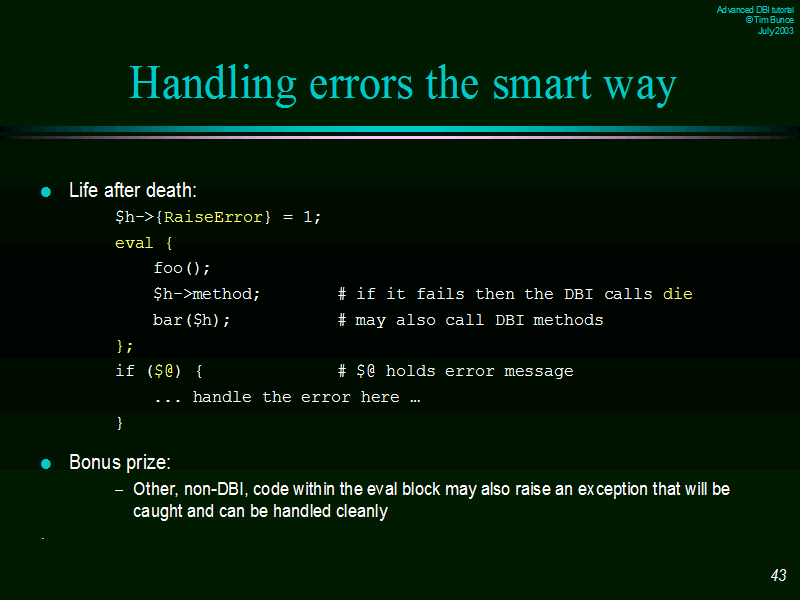 Advanced DBI tutorial
© Tim Bunce
July 2003
Handling errors the smart way
Life after death:
$h->{RaiseError} = 1;
eval {
foo();
$h->method; # if it fails then the DBI calls die
bar($h); # may also call DBI methods
};
if ($@) { # $@ holds error message
... handle the error here …
}
Bonus prize:
– Other, non-DBI, code within the eval block may also raise an exception that will be
caught and can be handled cleanly
.
43